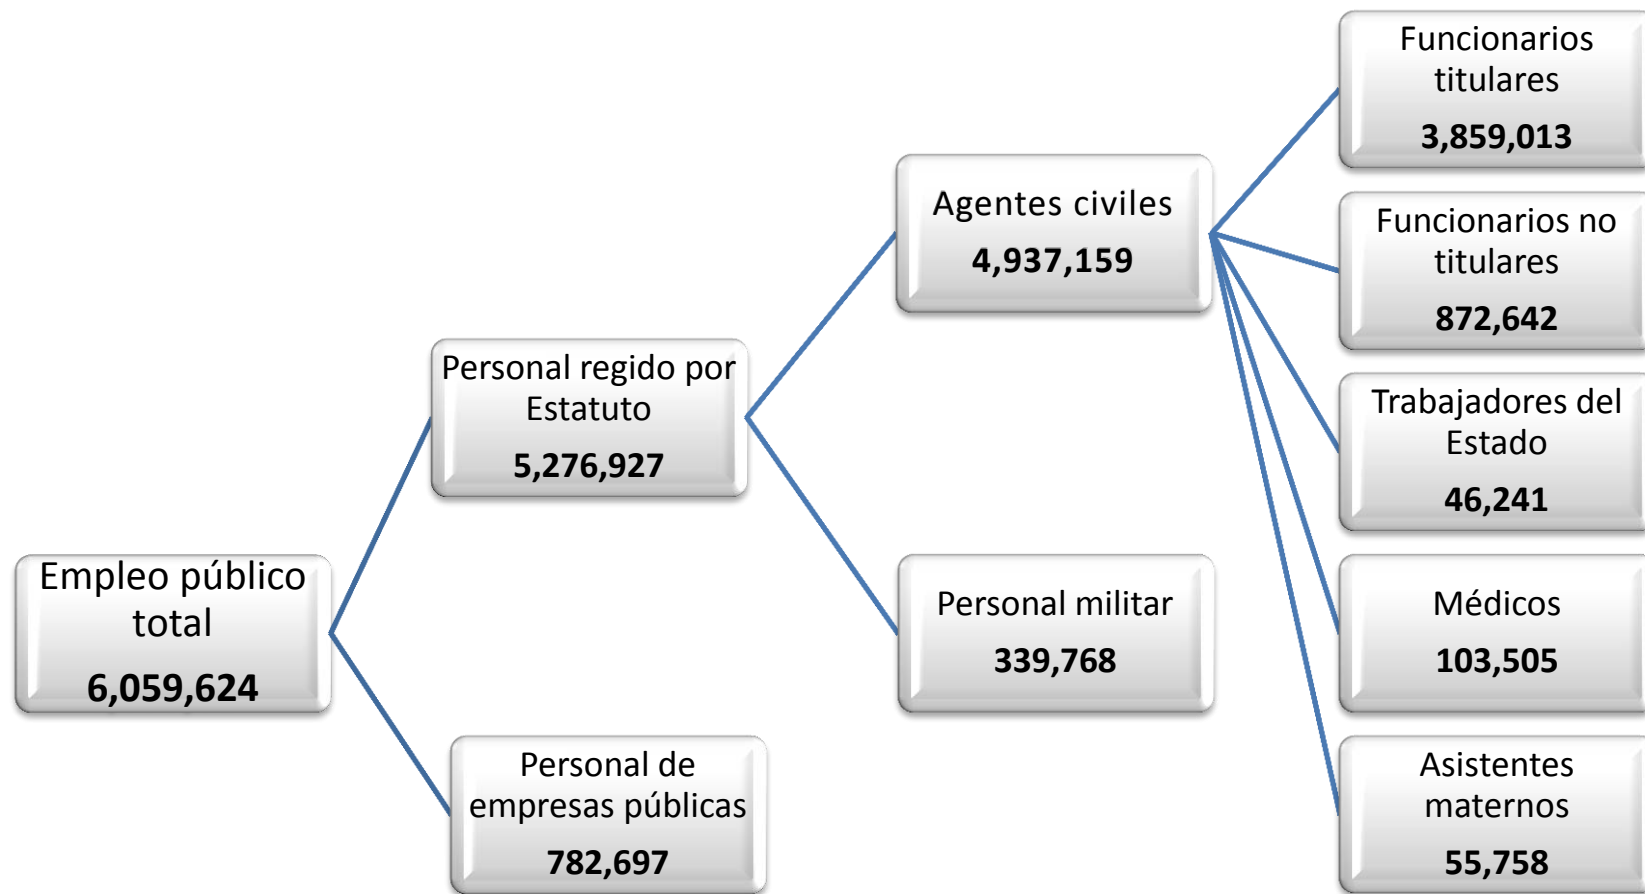 Empleo público
total
6,059,624
Personal regido por
Estatuto
5,276,927
Personal de
empresas públicas
782,697
Agentes civiles
4,937,159
Personal militar
339,768
Funcionarios
titulares
3,859,013
Funcionarios no
titulares
872,642
Trabajadores del
Estado
46,241
Médicos
103,505
Asistentes
maternos
55,758